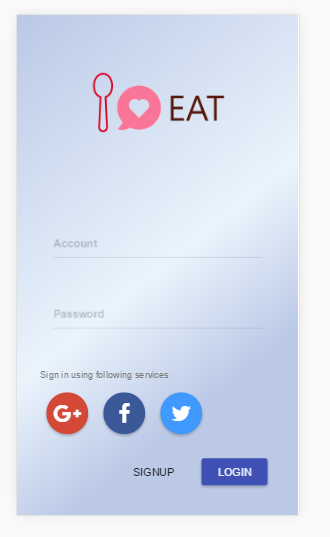 EAT
Account
Password
Sign in using following services
G+
f
SIGNUP
LOGIN